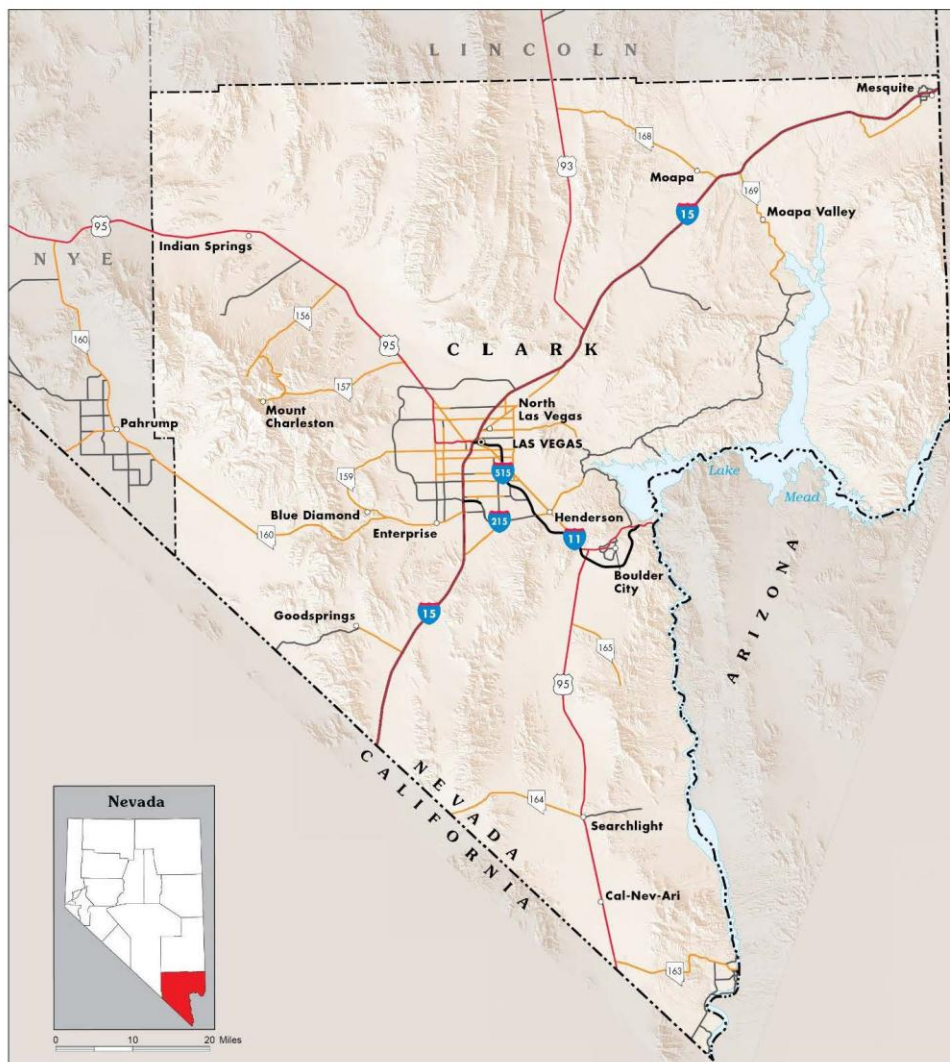 LINCOLN
Mesquite
168
93
Moapa
169
15
Moapa Valley
95
Indian Springs
NYE
156
160
95
CLARK
157
Mount
Charleston
North
Las Vegas
Pahrump
LAS VEGAS
515
159
Lake
Mead
Blue Diamond
215
Henderson
160
Enterprise
11
Boulder
City
ARIZONA
Goodsprings
15
165
95
NEVADA
CALIFORNIA
164
Searchlight
Nevada
Cal-Nev-Ari
163
0 10 20 Miles